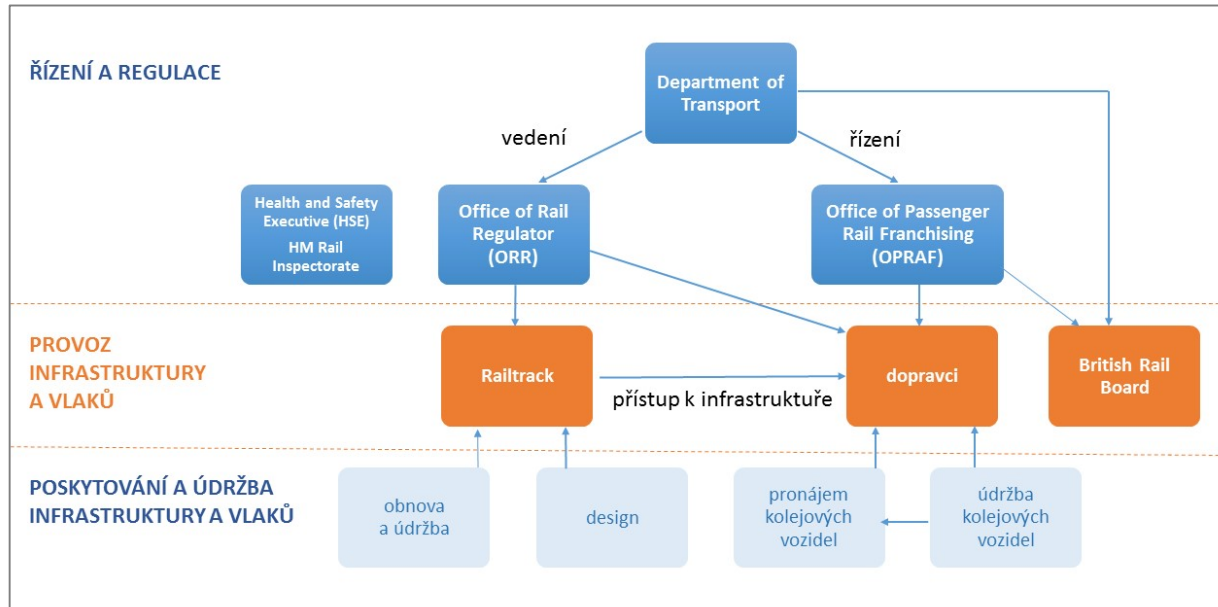 ŘÍZENÍ A REGULACE
Department of
Transport
vedení
řízení
Health and Safety
Executive (HSE)
HM Rail
Inspectorate
Office of Rail
Regulator
(ORR)
Office of Passenger
Rail Franchising
(OPRAF)
PROVOZ
INFRASTRUKTURY
A VLAKŮ
Railtrack
přístup k infrastruktuře
dopravci
British Rail
Board
POSKYTOVÁNÍ A ÚDRŽBA
INFRASTRUKTURY A VLAKŮ
obnova
a údržba
design
pronájem
kolejových
vozidel
údržba
kolejových
vozidel